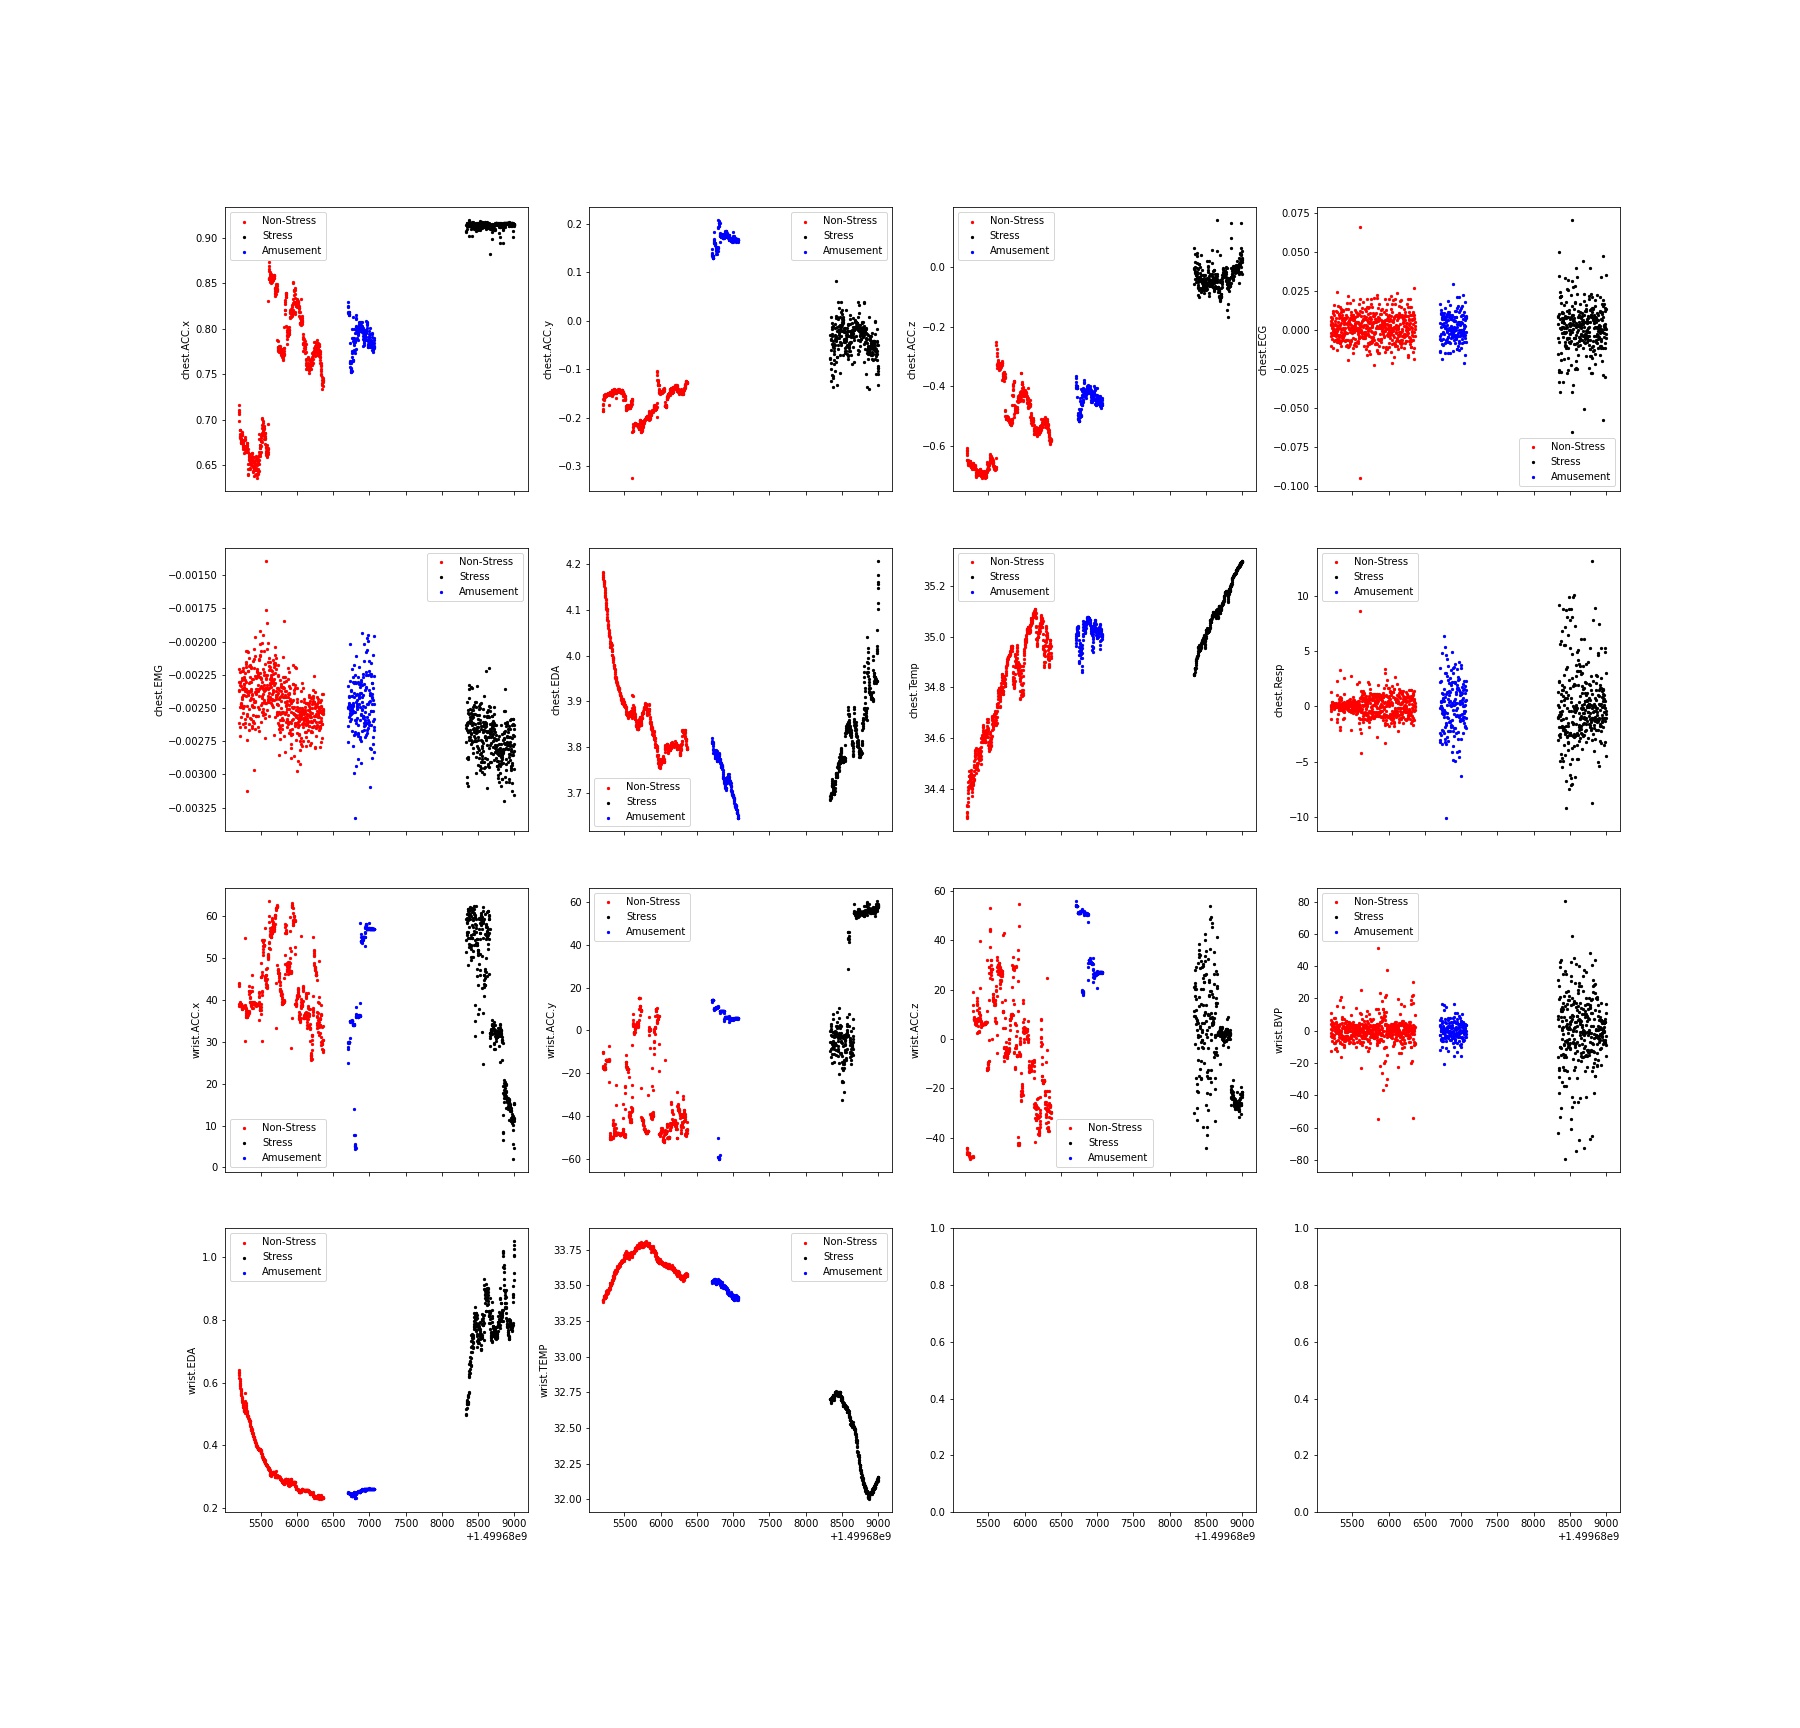 chest.ACC.x
0.90
0.85
0.80
0.75
0.70
0.65
Non-Stress
Stress
Amusement
chest.ACC.y
0.2
0.1
0.0
−0.1
−0.2
−0.3
Non-Stress
Stress
Amusement
chest.ACC.z
0.0
−0.2
−0.4
−0.6
Non-Stress
Stress
Amusement
chest.ECG
0.075
0.050
0.025
0.000
−0.025
−0.050
−0.075
−0.100
Non-Stress
Stress
Amusement
chest.EMG
−0.00150
−0.00175
−0.00200
−0.00225
−0.00250
−0.00275
−0.00300
−0.00325
Non-Stress
Stress
Amusement
chest.EDA
4.2
4.1
4.0
3.9
3.8
3.7
Non-Stress
Stress
Amusement
chest.Temp
35.2
35.0
34.8
34.6
34.4
Non-Stress
Stress
Amusement
chest.Resp
10
5
0
−5
−10
Non-Stress
Stress
Amusement
wrist.ACC.x
60
50
40
30
20
10
0
Non-Stress
Stress
Amusement
wrist.ACC.y
60
40
20
0
−20
−40
−60
Non-Stress
Stress
Amusement
wrist.ACC.z
60
40
20
0
−20
−40
Non-Stress
Stress
Amusement
wrist.BVP
80
60
40
20
0
−20
−40
−60
−80
Non-Stress
Stress
Amusement
wrist.EDA
1.0
0.8
0.6
0.4
0.2
Non-Stress
Stress
Amusement
5500 6000 6500 7000 7500 8000 8500 9000
+1.49968e9
wrist.TEMP
33.75
33.50
33.25
33.00
32.75
32.50
32.25
32.00
Non-Stress
Stress
Amusement
5500 6000 6500 7000 7500 8000 8500 9000
+1.49968e9
1.0
0.8
0.6
0.4
0.2
0.0
5500 6000 6500 7000 7500 8000 8500 9000
+1.49968e9
1.0
0.8
0.6
0.4
0.2
0.0
5500 6000 6500 7000 7500 8000 8500 9000
+1.49968e9